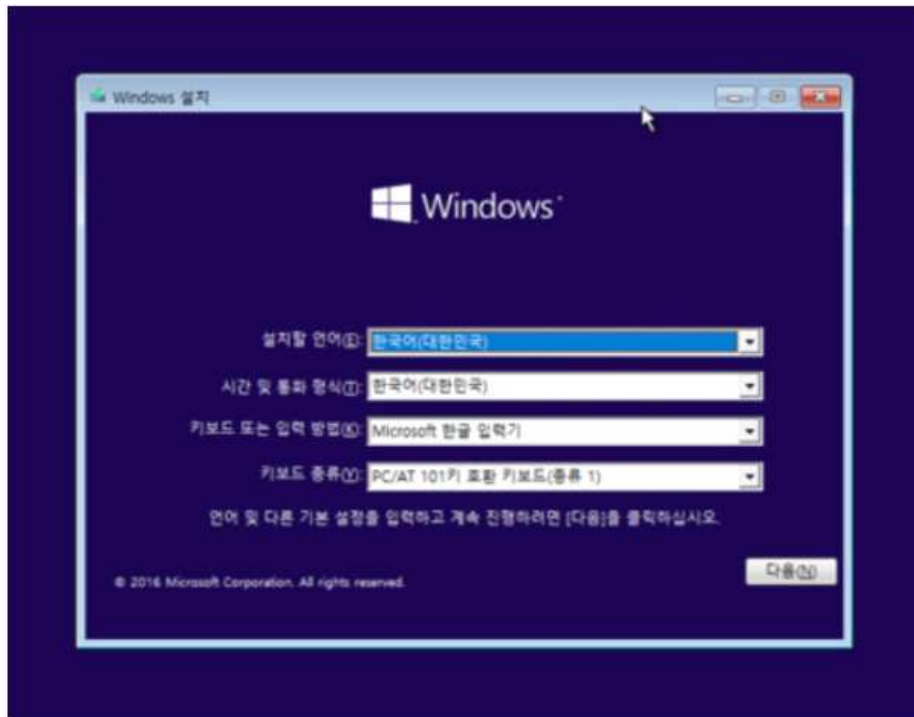 Windows 설치
Windows
설치할 언어(E): 한국어(대한민국)
시간 및 통화 형식(T): 한국어(대한민국)
키보드 또는 입력 방법(K): Microsoft 한글 입력기
키보드 종류(Y): PC/AT 101키 호환 키보드(종류 1)
언어 및 다른 기본 설정을 입력하고 계속 진행하려면 [다음]을 클릭하십시오.
© 2016 Microsoft Corporation. All rights reserved.
다음(N)